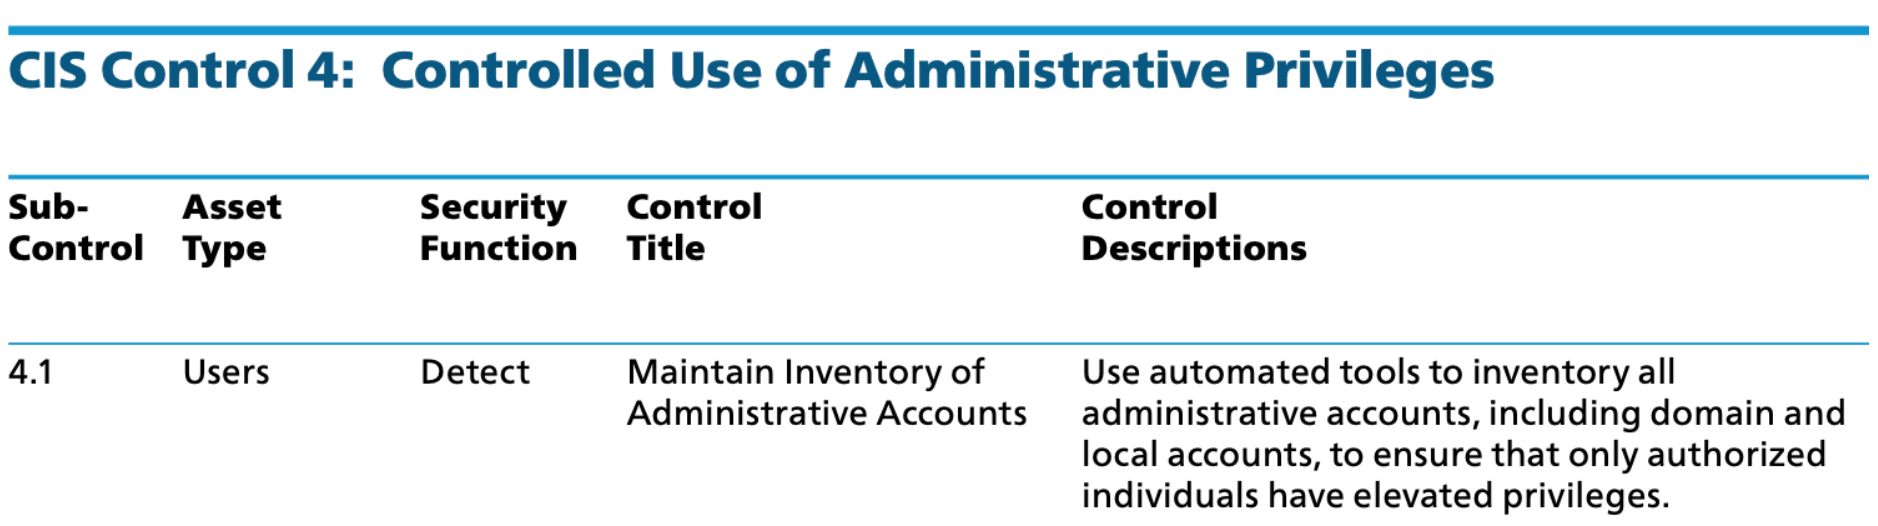 CIS Control 4: Controlled Use of Administrative Privileges
Sub-Control Asset Type Security Function Control Title Control Descriptions
4.1 Users Detect Maintain Inventory of Use automated tools to inventory all
Administrative Accounts administrative accounts, including domain and
local accounts, to ensure that only authorized
individuals have elevated privileges.